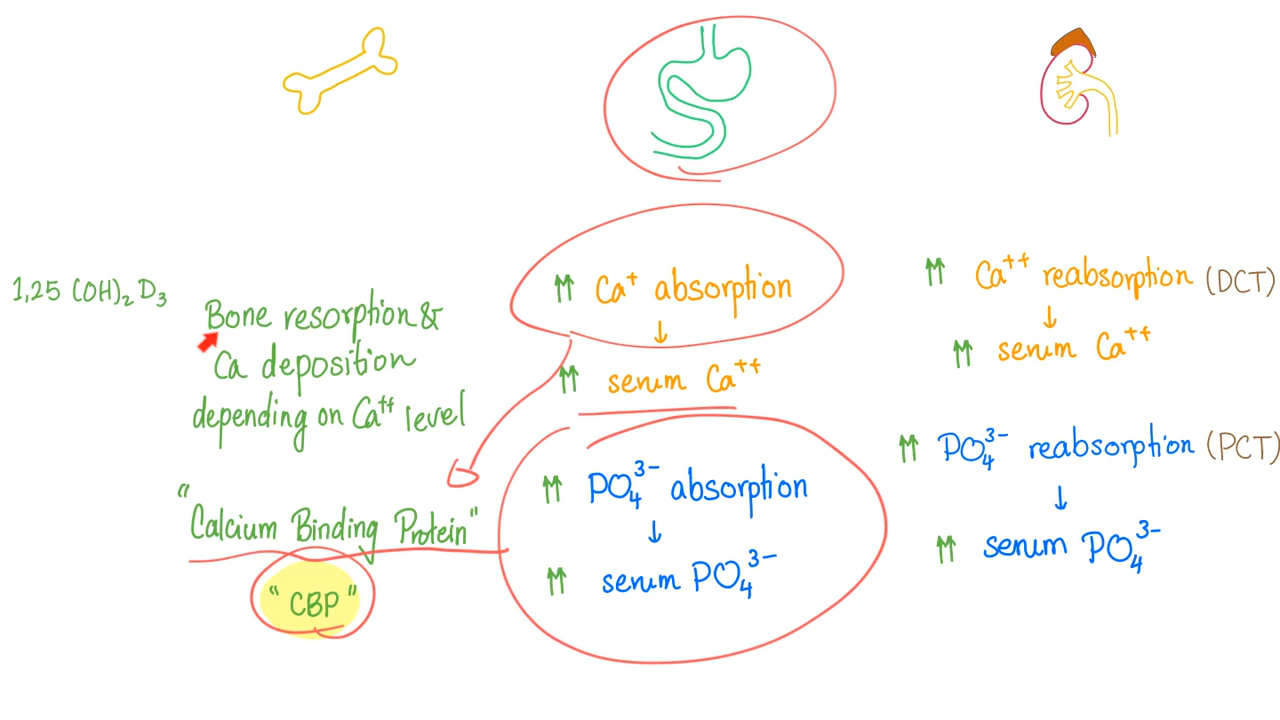 1,25 (OH)₂ D₃
Bone resorption &
Ca deposition
depending on Ca⁺⁺ level
"Calcium Binding Protein"
"CBP"
⇈ Ca⁺ absorption
↓
⇈ serum Ca⁺⁺
⇈ PO₄³⁻ absorption
↓
⇈ serum PO₄³⁻
⇈ Ca⁺⁺ reabsorption (DCT)
↓
⇈ serum Ca⁺⁺
⇈ PO₄³⁻ reabsorption (PCT)
↓
⇈ serum PO₄³⁻